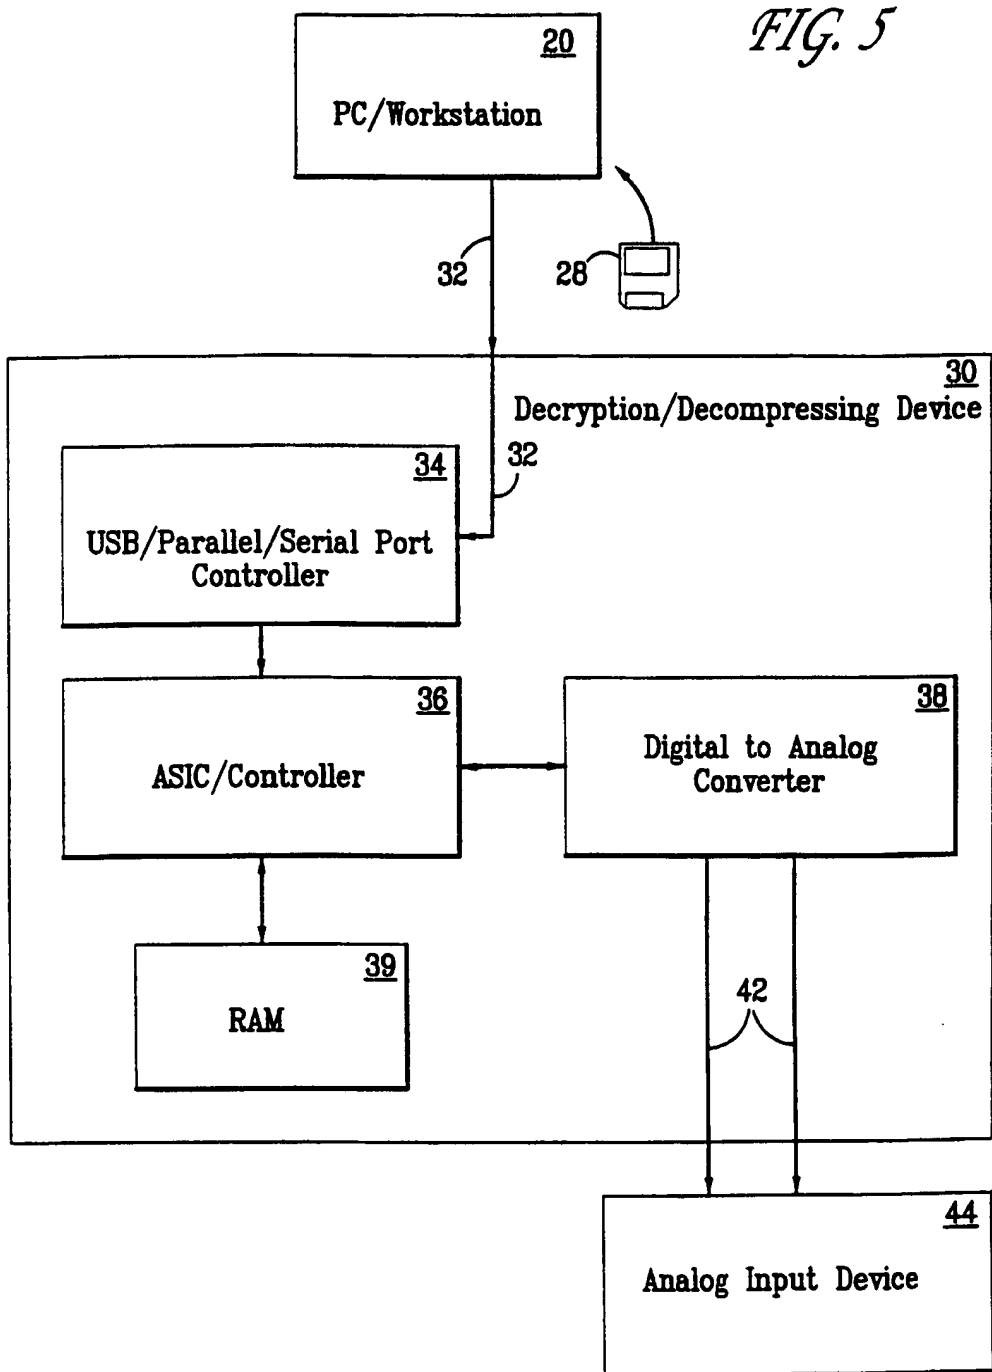 FIG. 5
20
PC/Workstation
32
28
30
Decryption/Decompressing Device
32
34
USB/Parallel/Serial Port
Controller
36
ASIC/Controller
38
Digital to Analog
Converter
39
RAM
42
44
Analog Input Device